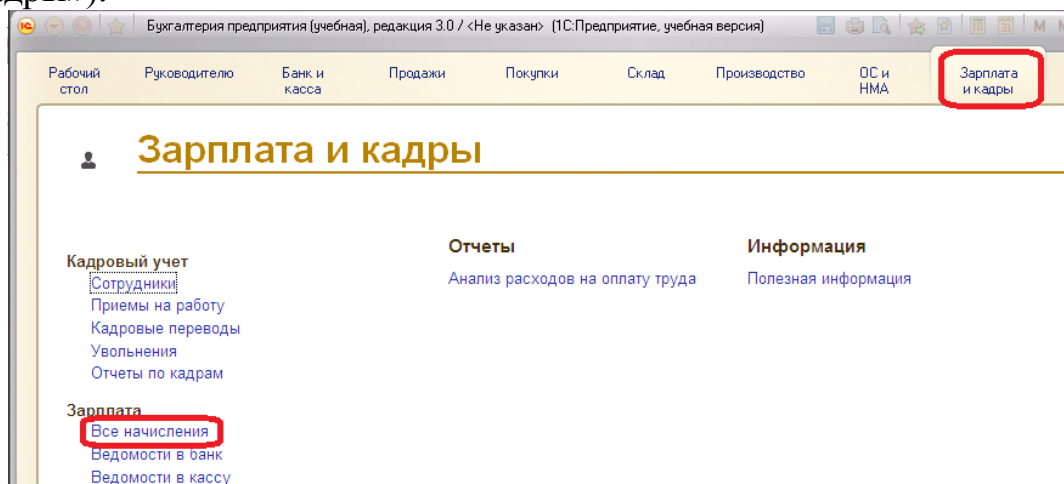 дры»).
Бухгалтерия предприятия (учебная), редакция 3.0 / <Не указан> (1С:Предприятие, учебная версия)
M
Рабочий стол
Руководителю
Банк и касса
Продажи
Покупки
Склад
Производство
ОС и НМА
Зарплата и кадры
Зарплата и кадры
Кадровый учет
Сотрудники
Приемы на работу
Кадровые переводы
Увольнения
Отчеты по кадрам
Зарплата
Все начисления
Ведомости в банк
Ведомости в кассу
Отчеты
Анализ расходов на оплату труда
Информация
Полезная информация